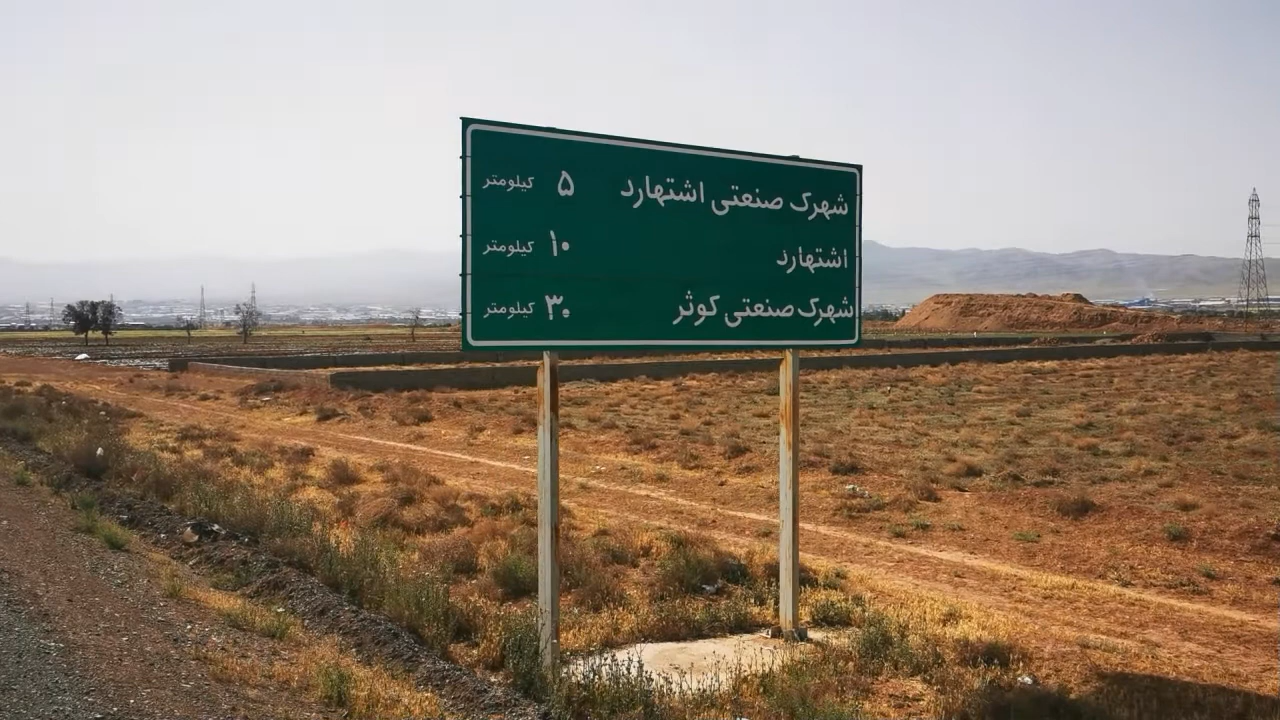 شهرک صنعتی اشتهارد ۵ کیلومتر
اشتهارد ۱۰ کیلومتر
شهرک صنعتی کوثر ۳۰ کیلومتر